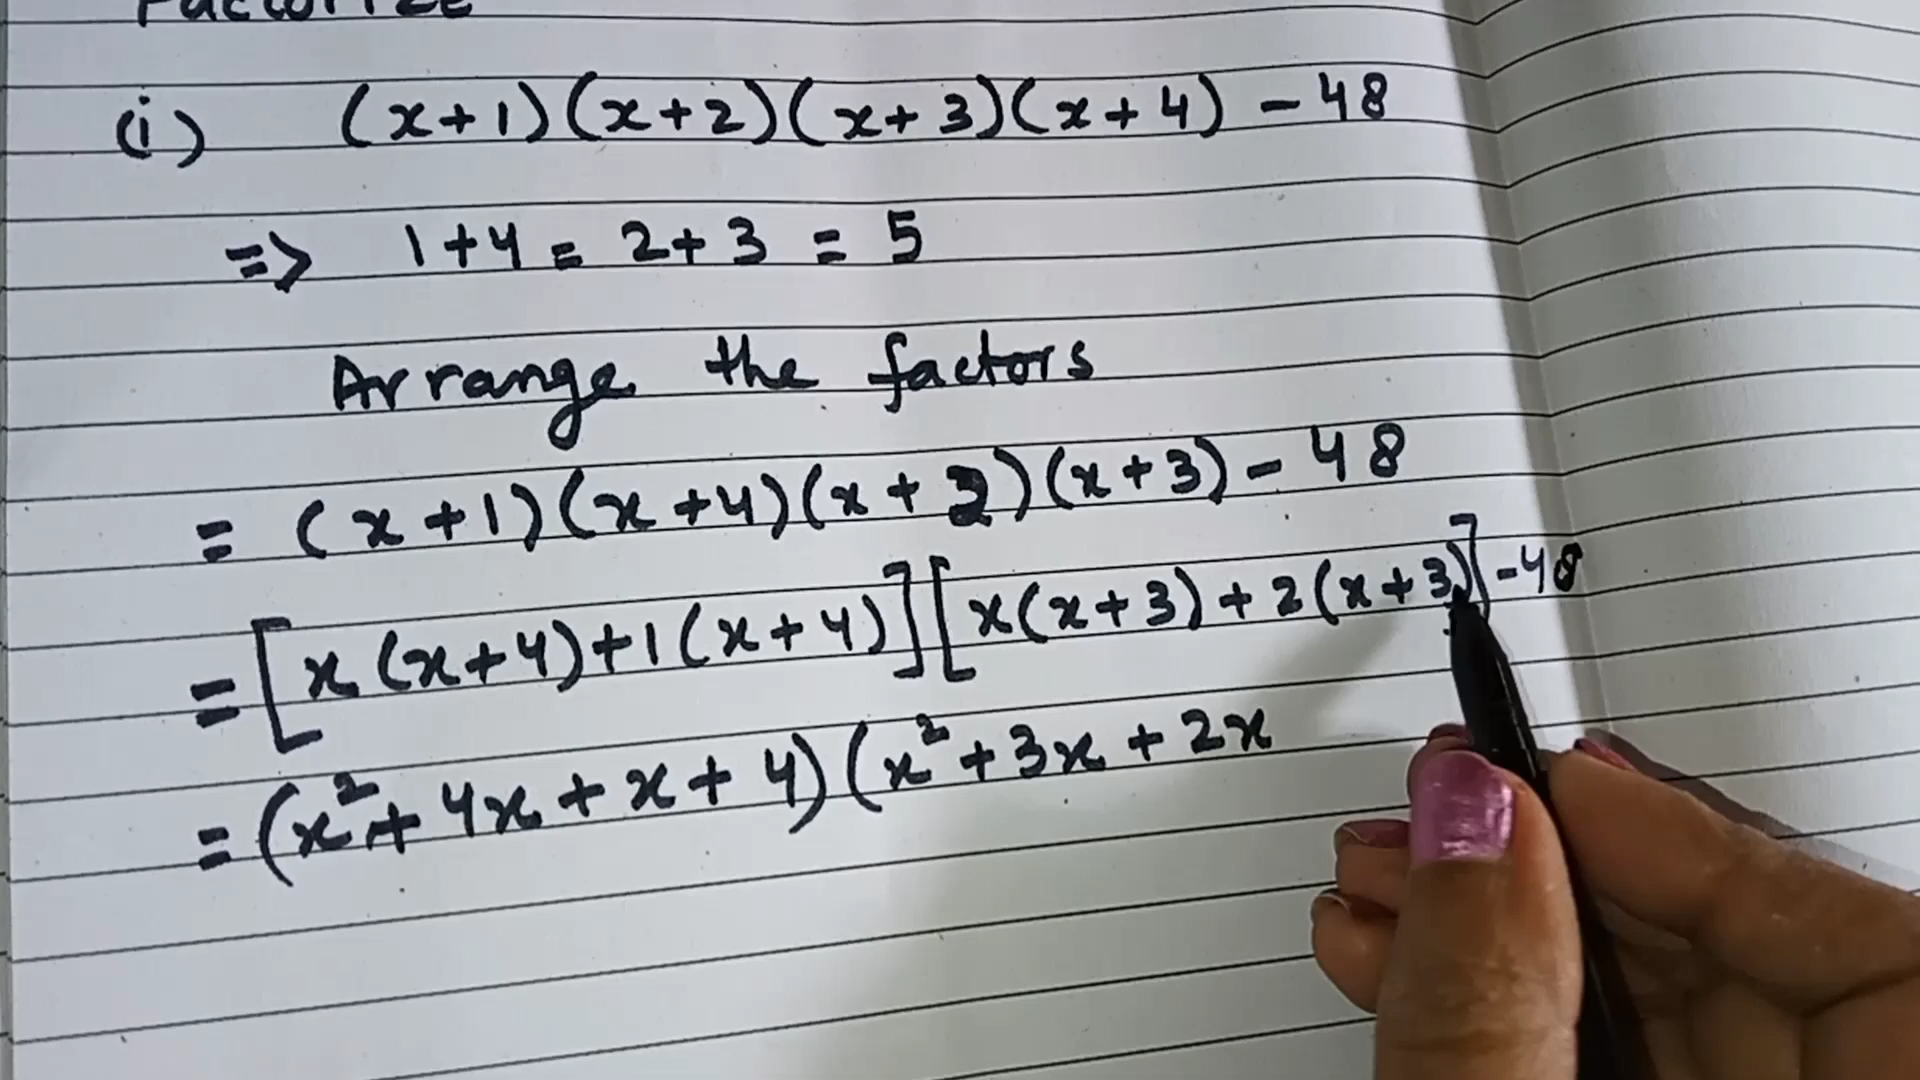 Factorize
(i) (x+1)(x+2)(x+3)(x+4) - 48
=> 1+4 = 2+3 = 5
Arrange the factors
= (x+1)(x+4)(x+2)(x+3) - 48
= [x(x+4)+1(x+4)][x(x+3)+2(x+3)] - 48
= (x²+4x+x+4)(x²+3x+2x